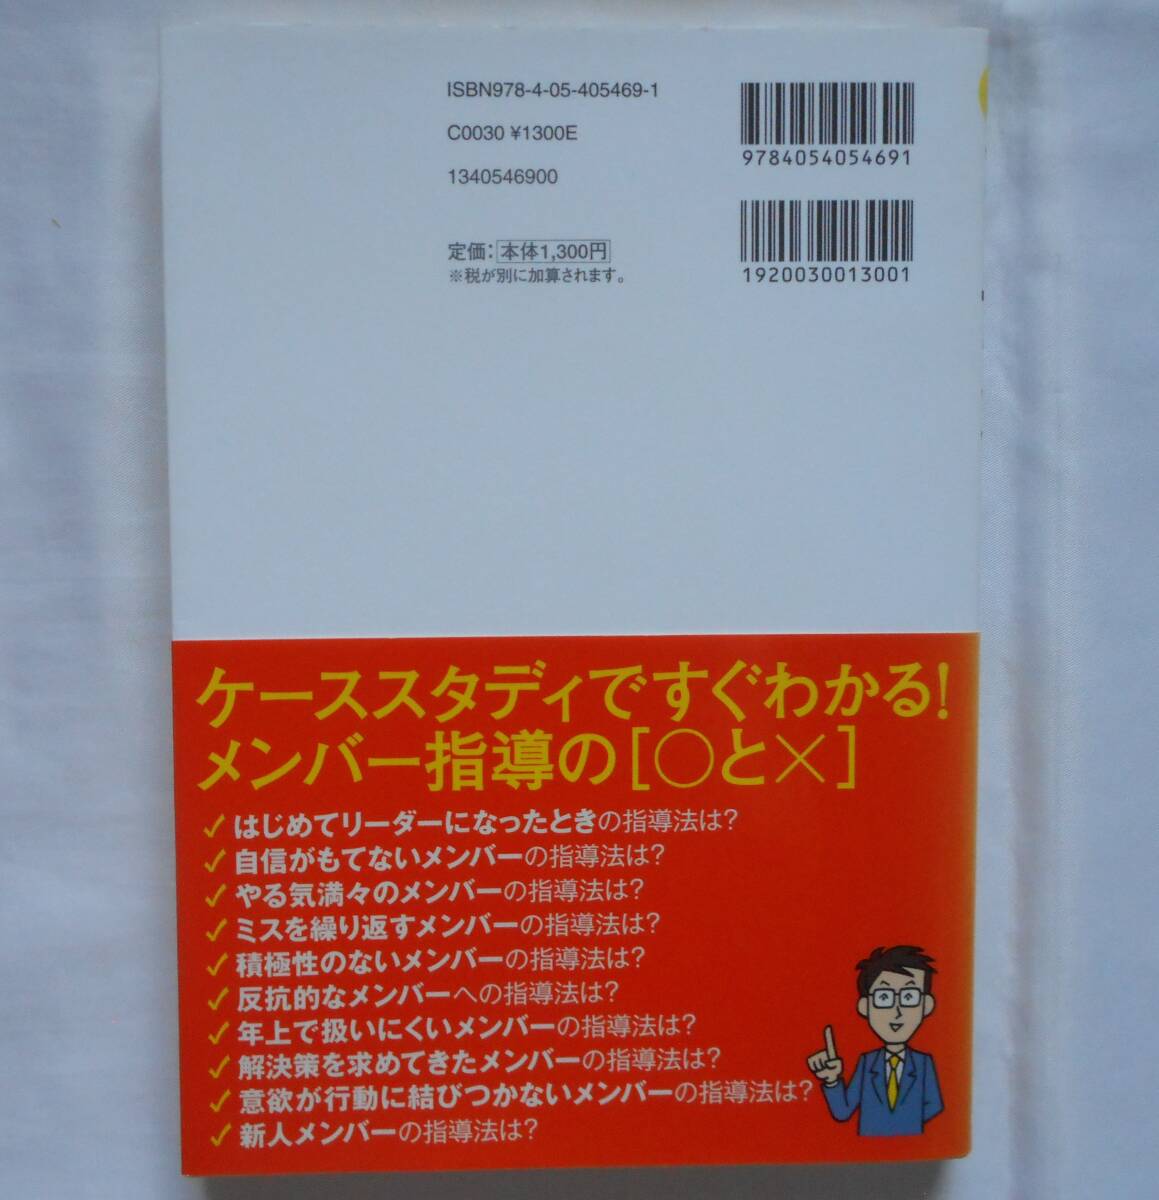 ISBN978-4-05-405469-1
C0030 ¥1300E
1340546900
定価：本体1,300円
※税が別に加算されます。
9784054054691
1920030013001
ケーススタディですぐわかる！
メンバー指導の［○と×］
✓ はじめてリーダーになったときの指導法は？
✓ 自信がもてないメンバーの指導法は？
✓ やる気満々のメンバーの指導法は？
✓ ミスを繰り返すメンバーの指導法は？
✓ 積極性のないメンバーの指導法は？
✓ 反抗的なメンバーへの指導法は？
✓ 年上で扱いにくいメンバーの指導法は？
✓ 解決策を求めてきたメンバーの指導法は？
✓ 意欲が行動に結びつかないメンバーの指導法は？
✓ 新人メンバーの指導法は？